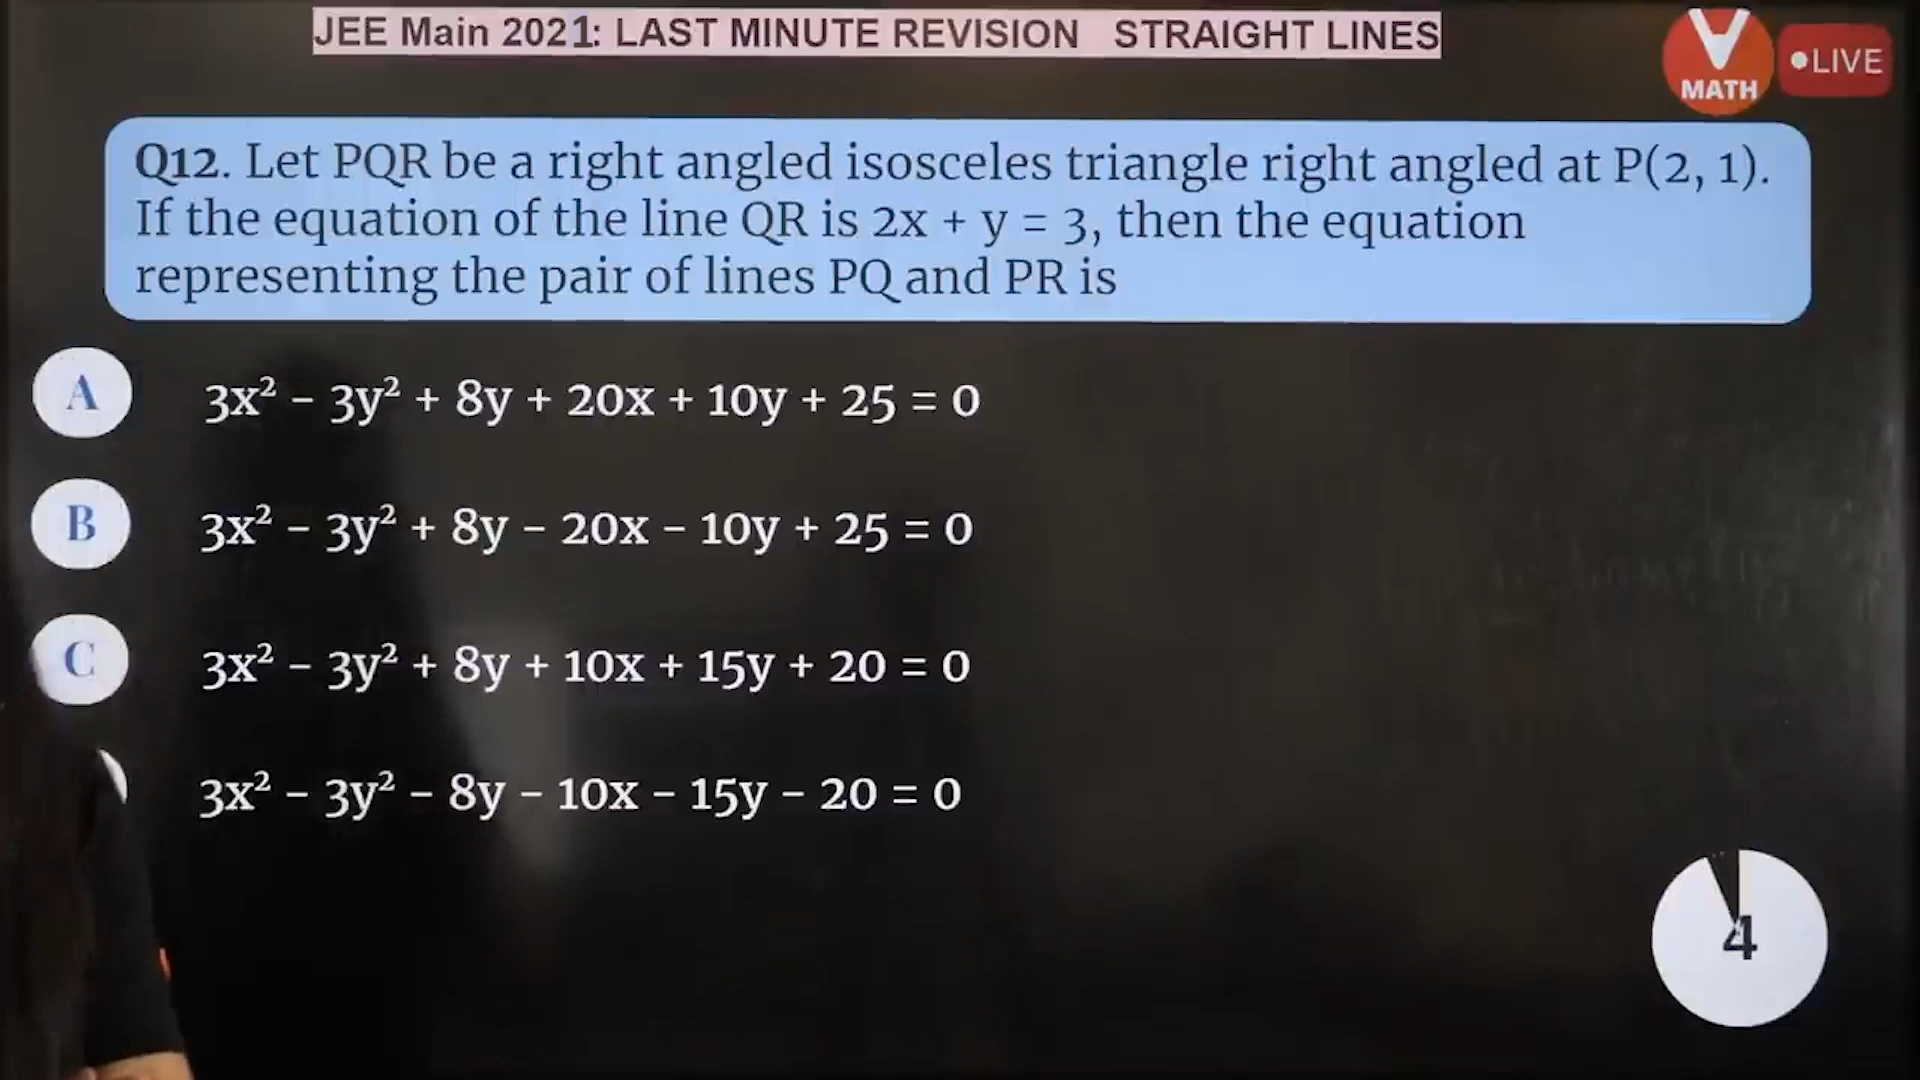 JEE Main 2021: LAST MINUTE REVISION STRAIGHT LINES
V
MATH
LIVE
Q12. Let PQR be a right angled isosceles triangle right angled at P(2, 1).
If the equation of the line QR is 2x + y = 3, then the equation
representing the pair of lines PQ and PR is
A 3x² - 3y² + 8y + 20x + 10y + 25 = 0
B 3x² - 3y² + 8y - 20x - 10y + 25 = 0
C 3x² - 3y² + 8y + 10x + 15y + 20 = 0
3x² - 3y² - 8y - 10x - 15y - 20 = 0
4